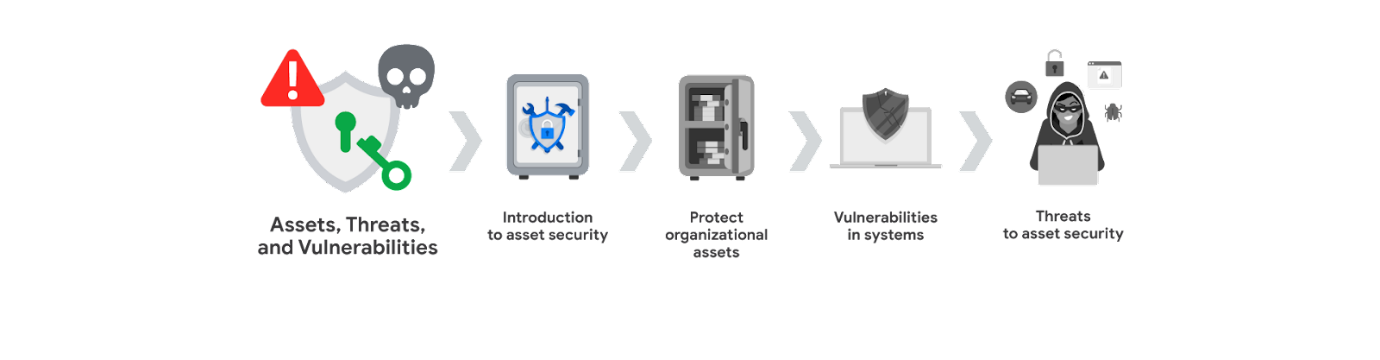 Assets, Threats,
and Vulnerabilities
Introduction
to asset security
Protect
organizational
assets
Vulnerabilities
in systems
Threats
to asset security